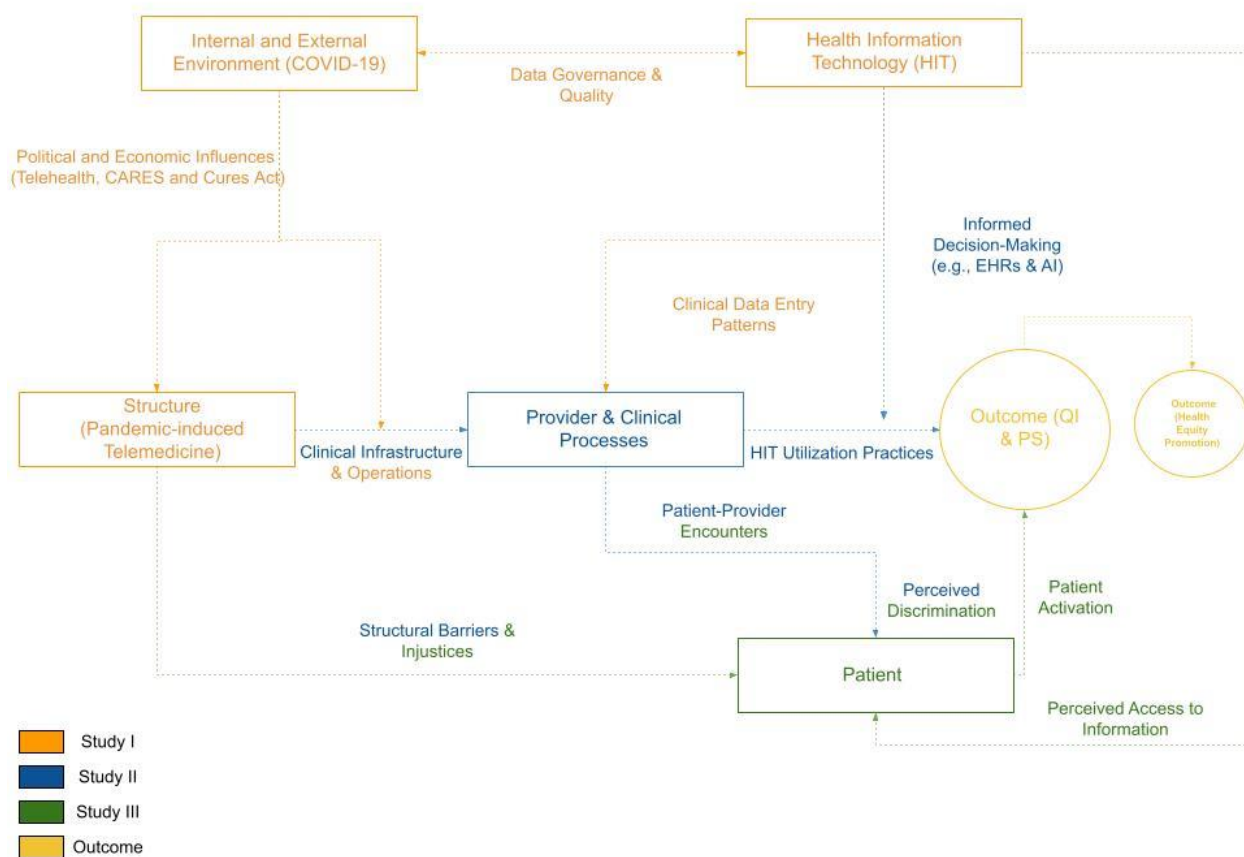 Internal and External
Environment (COVID-19)
Health Information
Technology (HIT)
Data Governance &
Quality
Political and Economic Influences
(Telehealth, CARES and Cures Act)
Informed
Decision-Making
(e.g., EHRs & AI)
Clinical Data Entry
Patterns
Structure
(Pandemic-induced
Telemedicine)
Clinical Infrastructure
& Operations
Provider & Clinical
Processes
HIT Utilization Practices
Outcome (QI
& PS)
Outcome
(Health
Equity
Promotion)
Patient-Provider
Encounters
Perceived
Discrimination
Patient
Activation
Structural Barriers &
Injustices
Patient
Perceived Access to
Information
Study I
Study II
Study III
Outcome